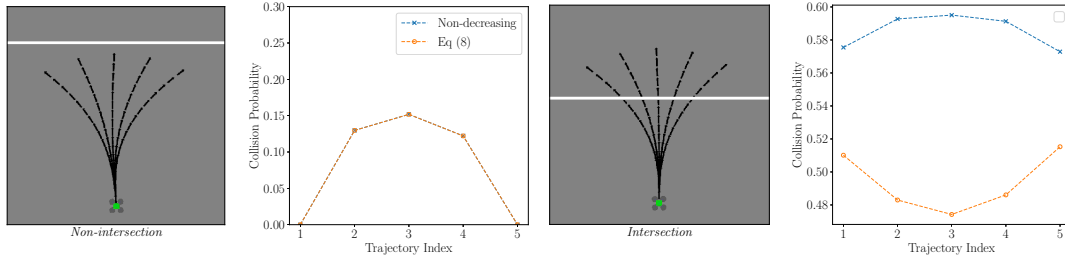 Non-intersection
Collision Probability
0.30
0.25
0.20
0.15
0.10
0.05
0.00
Non-decreasing
Eq (8)
1 2 3 4 5
Trajectory Index
Intersection
Collision Probability
0.60
0.58
0.56
0.54
0.52
0.50
0.48
1 2 3 4 5
Trajectory Index